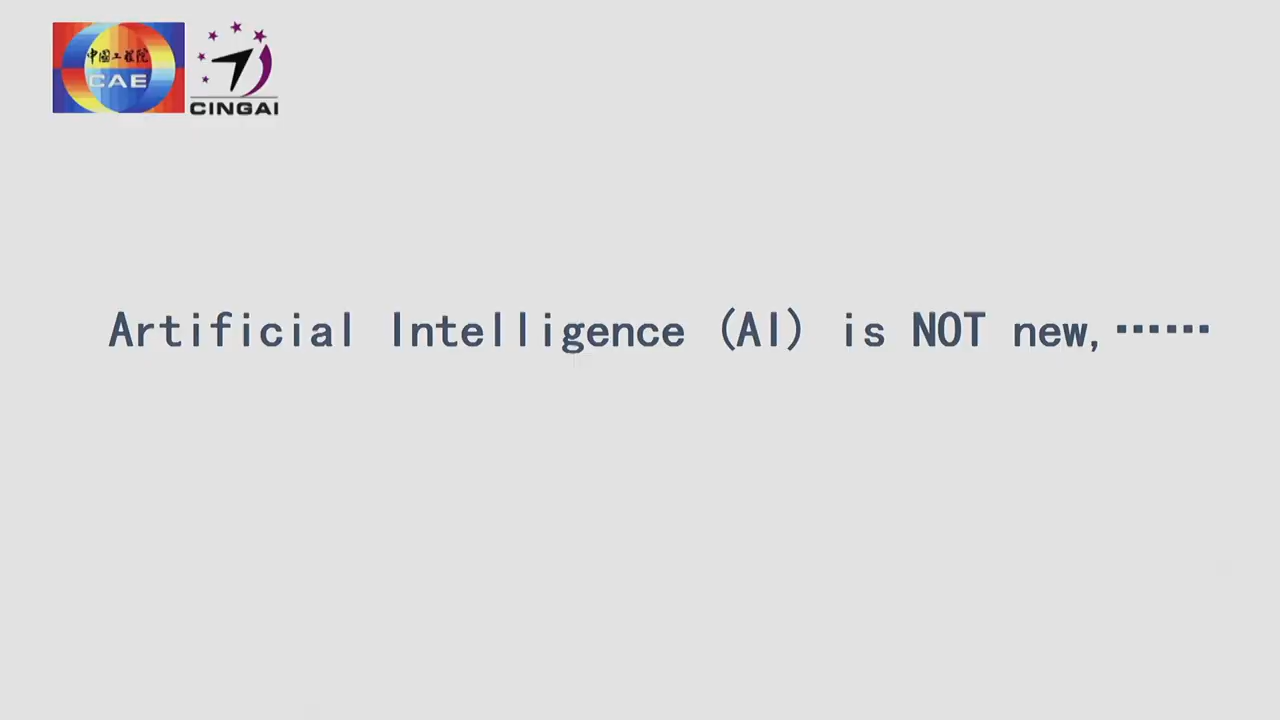 中国工程院
CAE
CINGAI
Artificial Intelligence (AI) is NOT new,……